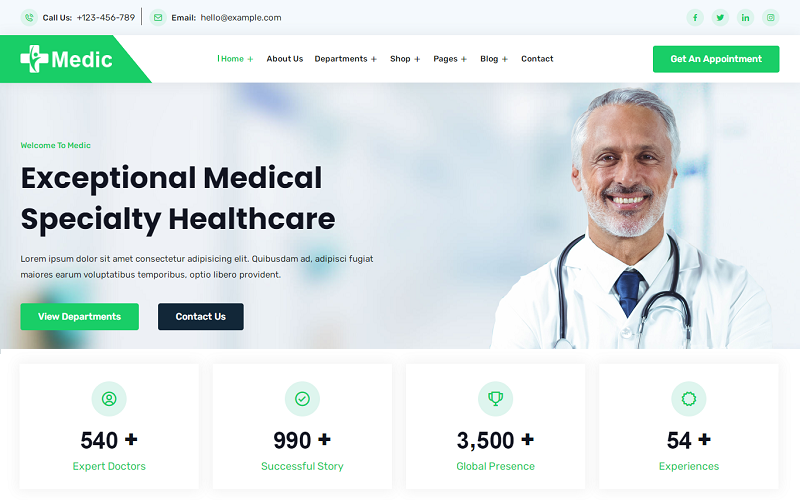 Call Us: +123-456-789 Email: hello@example.com
Medic Home + About Us Departments + Shop + Pages + Blog + Contact Get An Appointment
Welcome To Medic
Exceptional Medical
Specialty Healthcare
Lorem ipsum dolor sit amet consectetur adipisicing elit. Quibusdam ad, adipisci fugiat
maiores earum voluptatibus temporibus, optio libero provident.
View Departments Contact Us
540 + 990 + 3,500 + 54 +
Expert Doctors Successful Story Global Presence Experiences